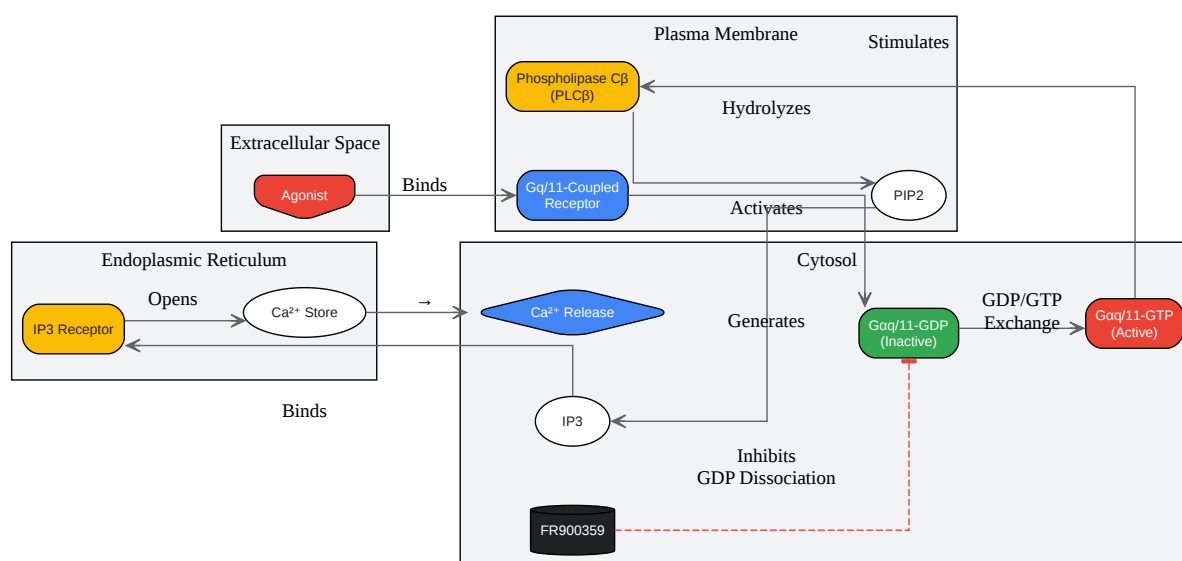 Plasma Membrane
Stimulates
Phospholipase Cβ
(PLCβ)
Hydrolyzes
Extracellular Space
Agonist
Binds
Gq/11-Coupled
Receptor
PIP2
Activates
Endoplasmic Reticulum
Cytosol
Opens
IP3 Receptor
Ca²⁺ Store
→
Ca²⁺ Release
Generates
Gαq/11-GDP
(Inactive)
GDP/GTP
Exchange
Gαq/11-GTP
(Active)
Binds
IP3
Inhibits
GDP Dissociation
FR900359